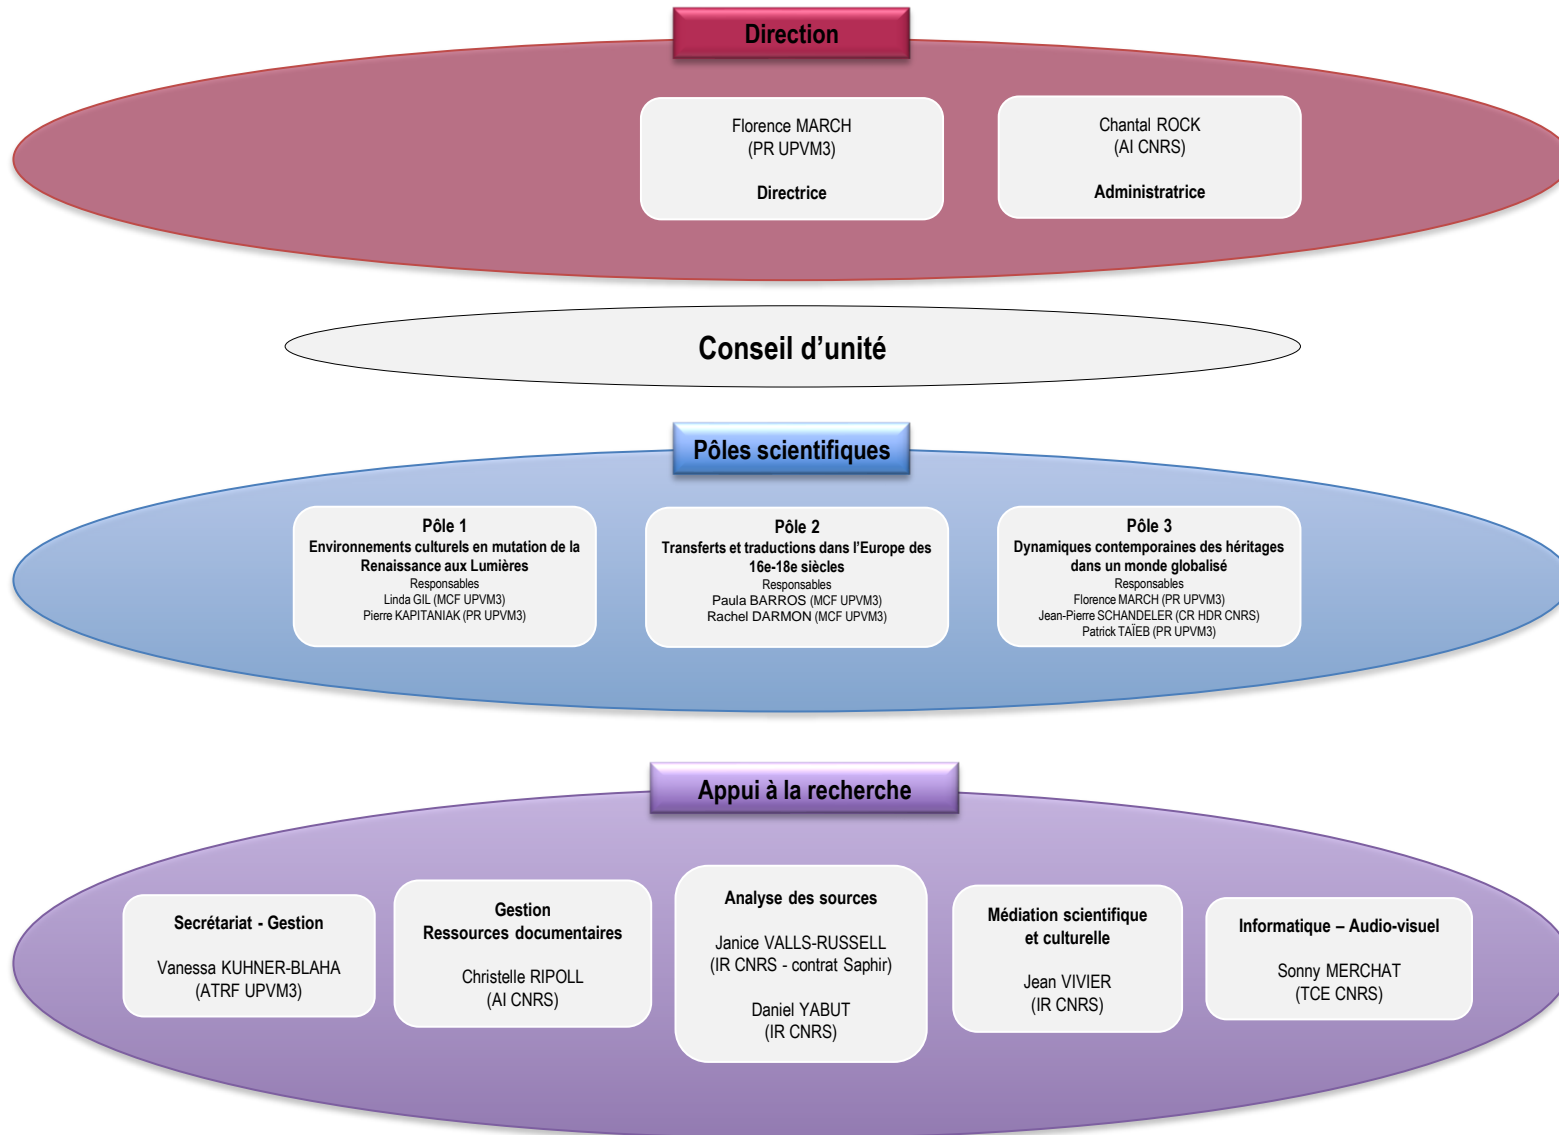 Direction
Florence MARCH
(PR UPVM3)
Directrice
Chantal ROCK
(AI CNRS)
Administratrice
Conseil d’unité
Pôles scientifiques
Pôle 1
Environnements culturels en mutation de la
Renaissance aux Lumières
Responsables
Linda GIL (MCF UPVM3)
Pierre KAPITANIAK (PR UPVM3)
Pôle 2
Transferts et traductions dans l’Europe des
16e-18e siècles
Responsables
Paula BARROS (MCF UPVM3)
Rachel DARMON (MCF UPVM3)
Pôle 3
Dynamiques contemporaines des héritages
dans un monde globalisé
Responsables
Florence MARCH (PR UPVM3)
Jean-Pierre SCHANDELER (CR HDR CNRS)
Patrick TAÏEB (PR UPVM3)
Appui à la recherche
Secrétariat - Gestion
Vanessa KUHNER-BLAHA
(ATRF UPVM3)
Gestion
Ressources documentaires
Christelle RIPOLL
(AI CNRS)
Analyse des sources
Janice VALLS-RUSSELL
(IR CNRS - contrat Saphir)
Daniel YABUT
(IR CNRS)
Médiation scientifique
et culturelle
Jean VIVIER
(IR CNRS)
Informatique – Audio-visuel
Sonny MERCHAT
(TCE CNRS)